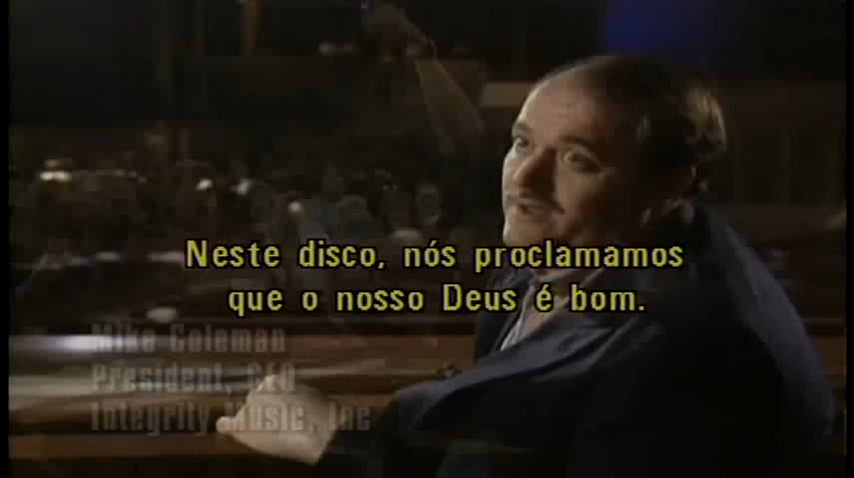 Neste disco, nós proclamamos
que o nosso Deus é bom.
Mike Coleman
President, CEO
Integrity Music, Inc